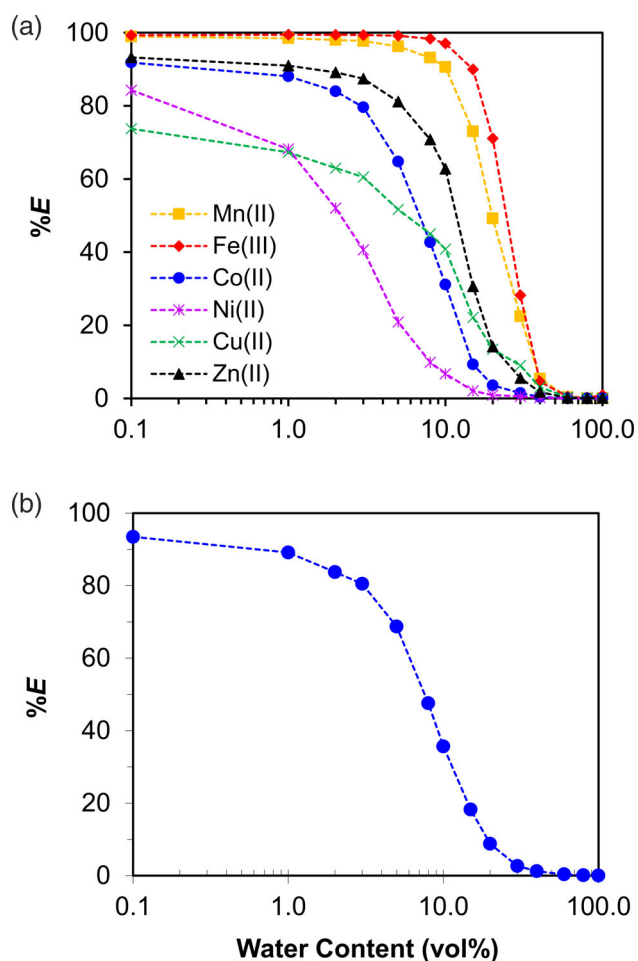 (a)
100
80
60
40
20
0
%E
Mn(II)
Fe(III)
Co(II)
Ni(II)
Cu(II)
Zn(II)
0.1 1.0 10.0 100.0
(b)
100
80
60
40
20
0
%E
0.1 1.0 10.0 100.0
Water Content (vol%)